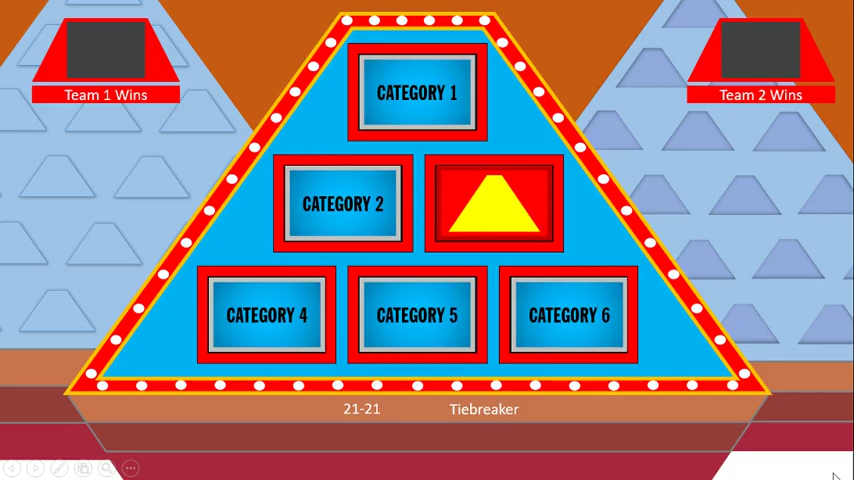 Team 1 Wins
Team 2 Wins
CATEGORY 1
CATEGORY 2
CATEGORY 4
CATEGORY 5
CATEGORY 6
21-21
Tiebreaker